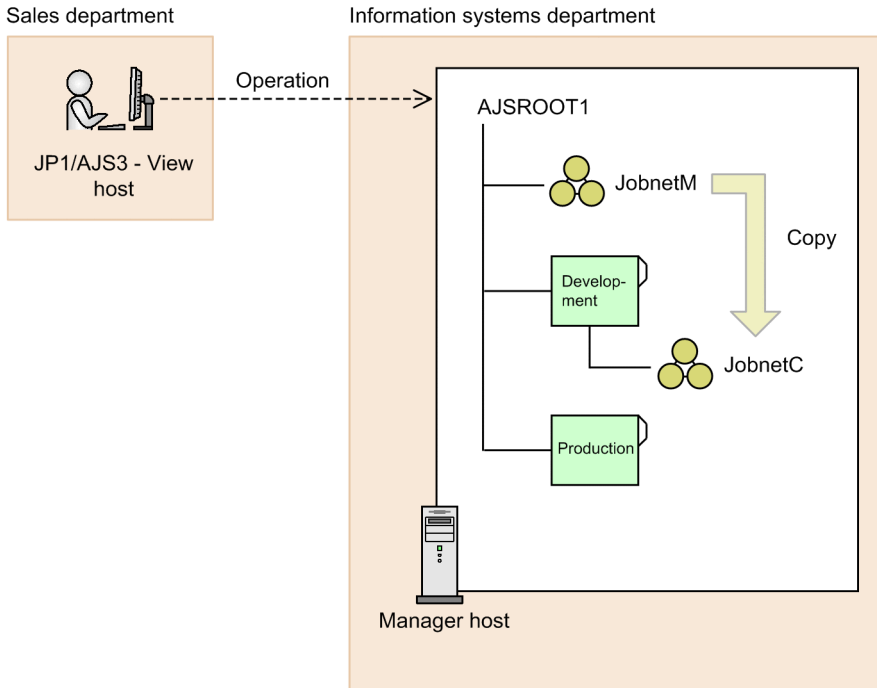 Sales department
Information systems department
Operation
JP1/AJS3 - View
host
AJSROOT1
JobnetM
Copy
Develop-
ment
JobnetC
Production
Manager host